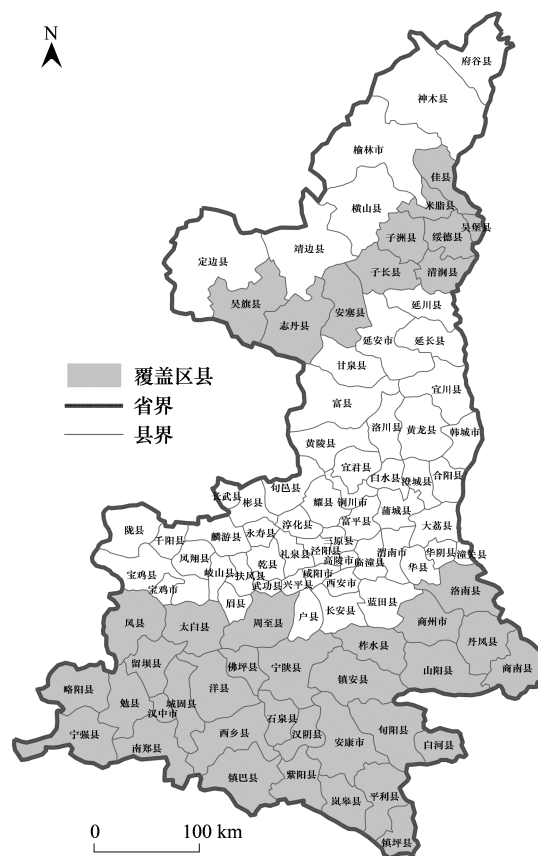 N
府谷县
神木县
榆林市
佳县
米脂县
横山县
吴堡县
子洲县
绥德县
靖边县
定边县
子长县
清涧县
吴旗县
志丹县
安塞县
延川县
延安市
延长县
甘泉县
覆盖区县
省界
县界
宜川县
富县
洛川县
黄龙县
韩城市
黄陵县
宜君县
白水县
澄城县
合阳县
长武县
彬县
旬邑县
耀县
铜川市
蒲城县
大荔县
陇县
千阳县
麟游县
永寿县
淳化县
富平县
三原县
凤翔县
乾县
礼泉县
泾阳县
高陵市
临潼县
渭南市
华县
华阴县
潼关县
宝鸡县
宝鸡市
岐山县
扶风县
武功县
兴平县
咸阳市
西安市
眉县
户县
长安县
蓝田县
洛南县
凤县
太白县
周至县
商州市
丹凤县
柞水县
留坝县
佛坪县
宁陕县
镇安县
山阳县
商南县
略阳县
勉县
城固县
洋县
汉中市
石泉县
汉阴县
旬阳县
宁强县
南郑县
西乡县
安康市
白河县
镇巴县
紫阳县
岚皋县
平利县
镇坪县
0 100 km